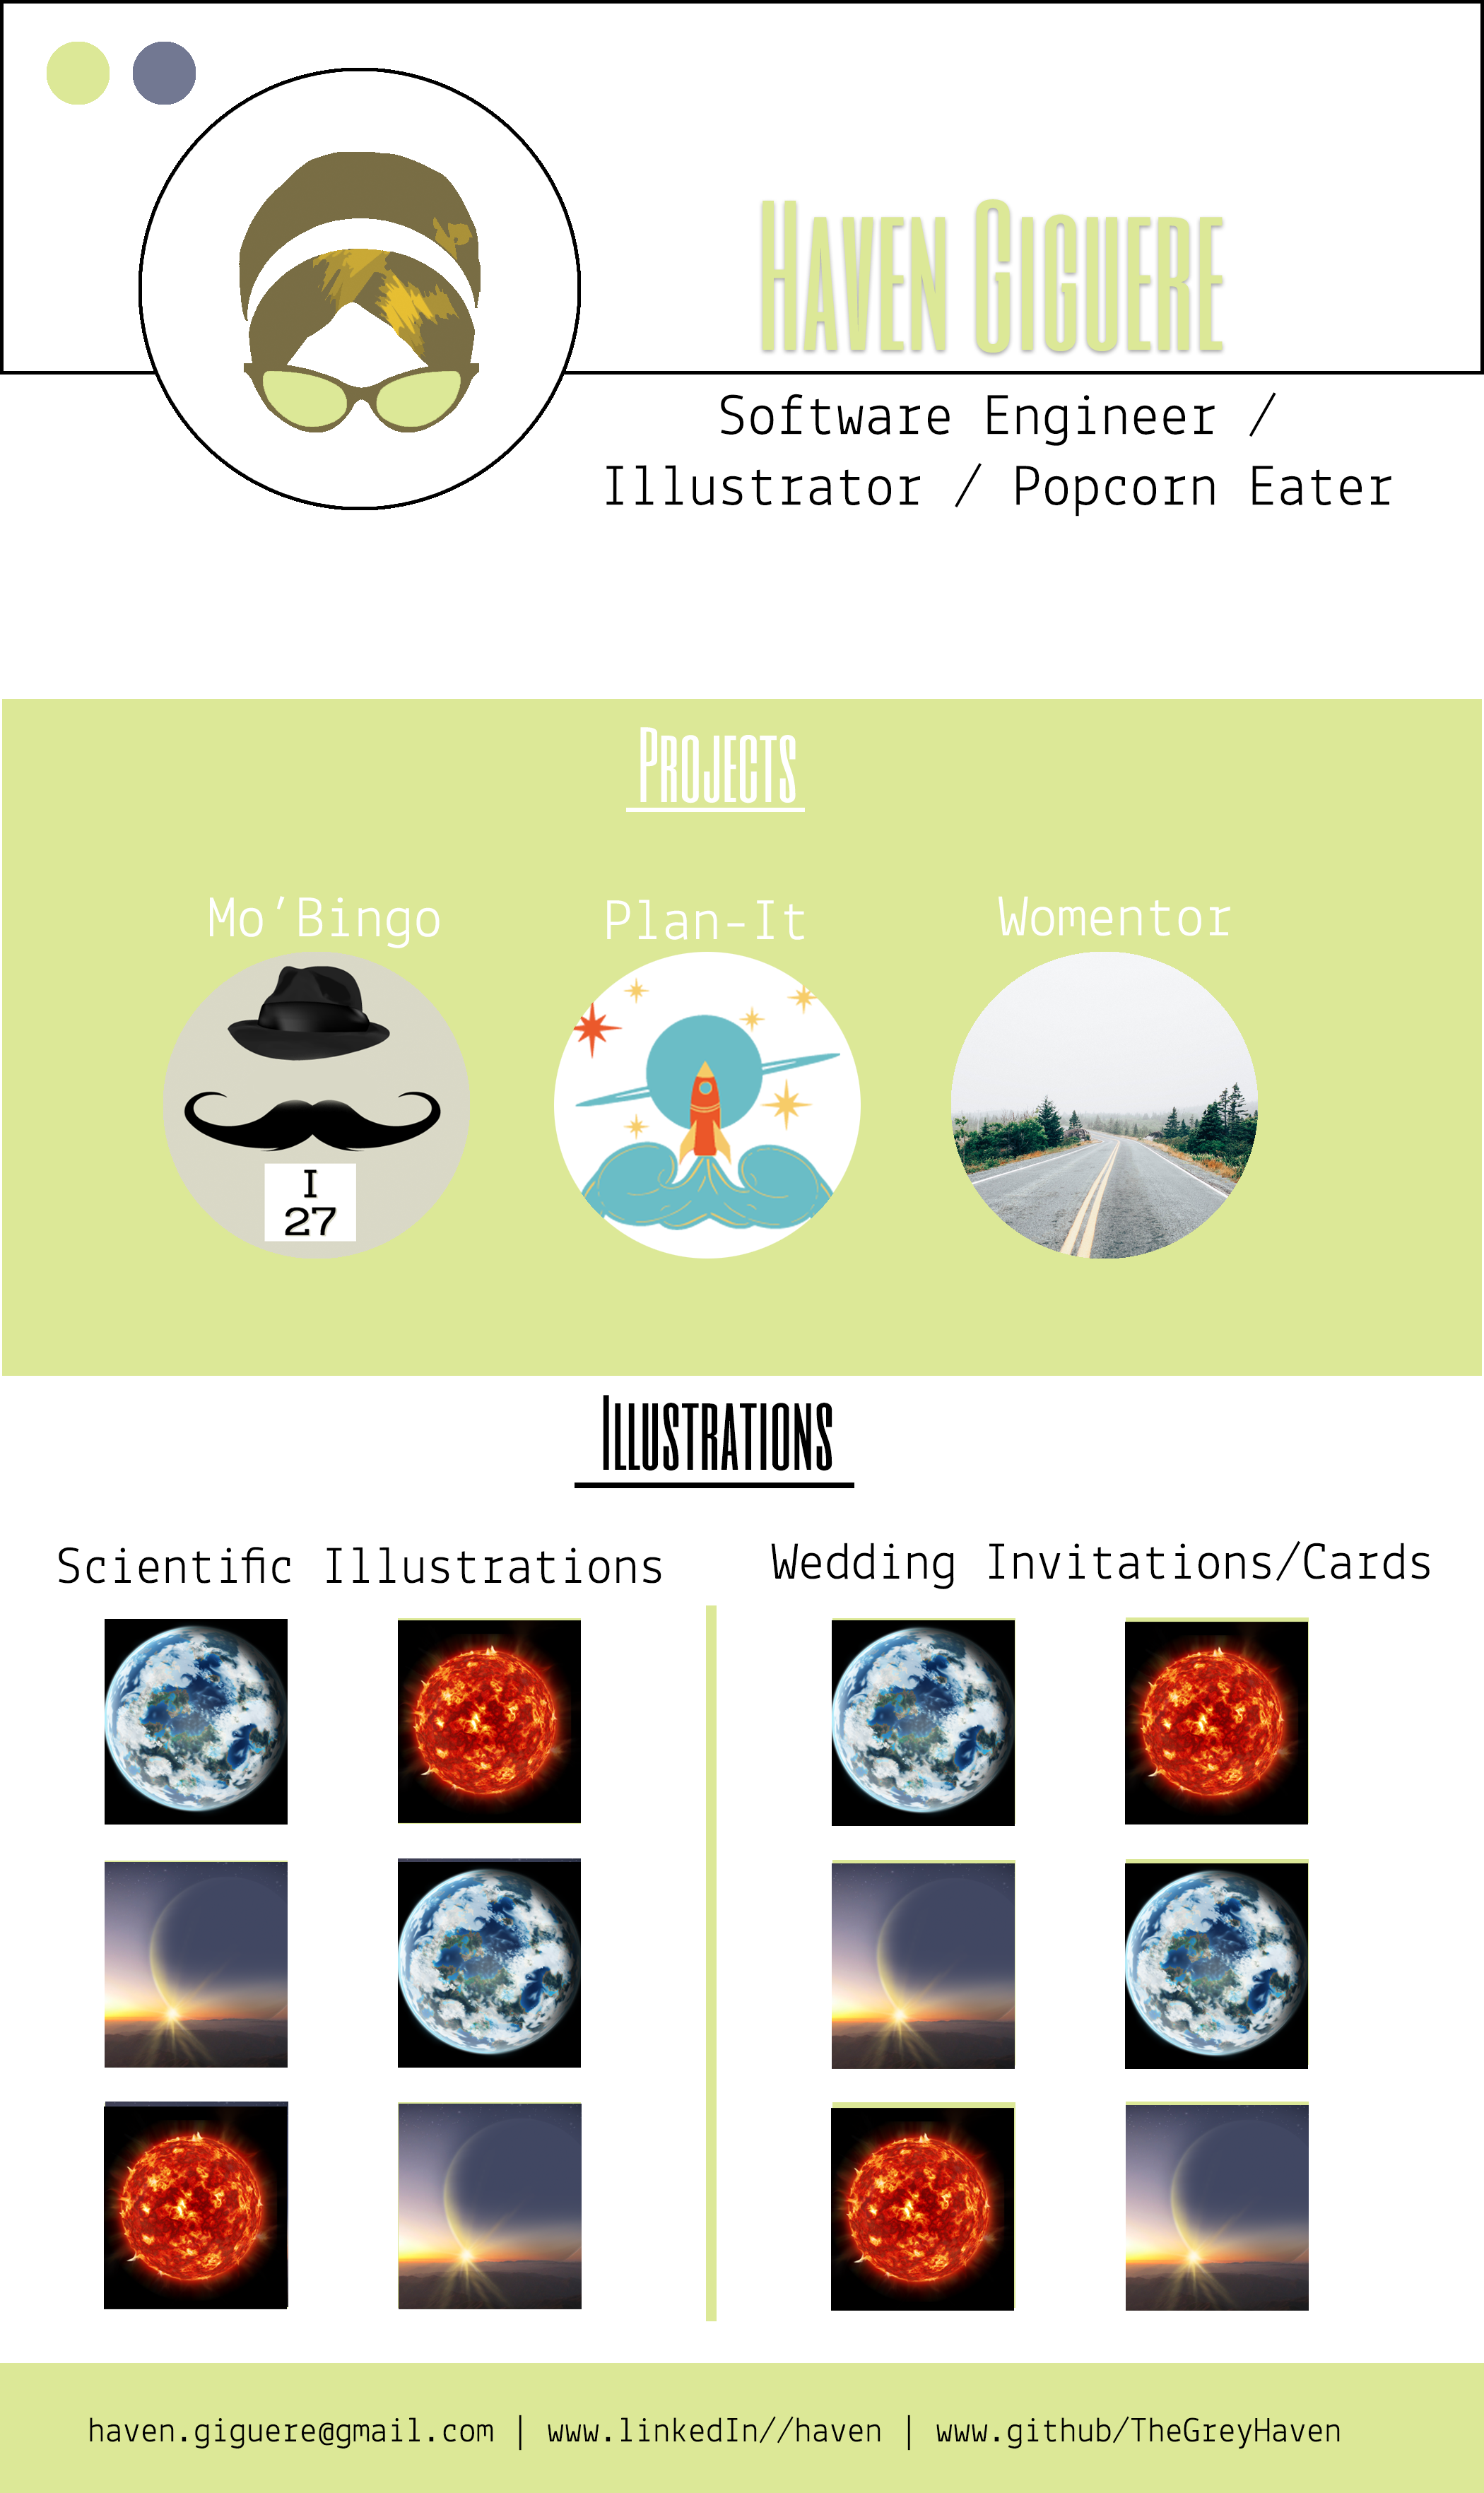 Haven Giguere
Software Engineer /
Illustrator / Popcorn Eater
Projects
Mo'Bingo
Plan-It
Womentor
I
27
Illustrations
Scientific Illustrations
Wedding Invitations/Cards
haven.giguere@gmail.com | www.linkedIn//haven | www.github/TheGreyHaven